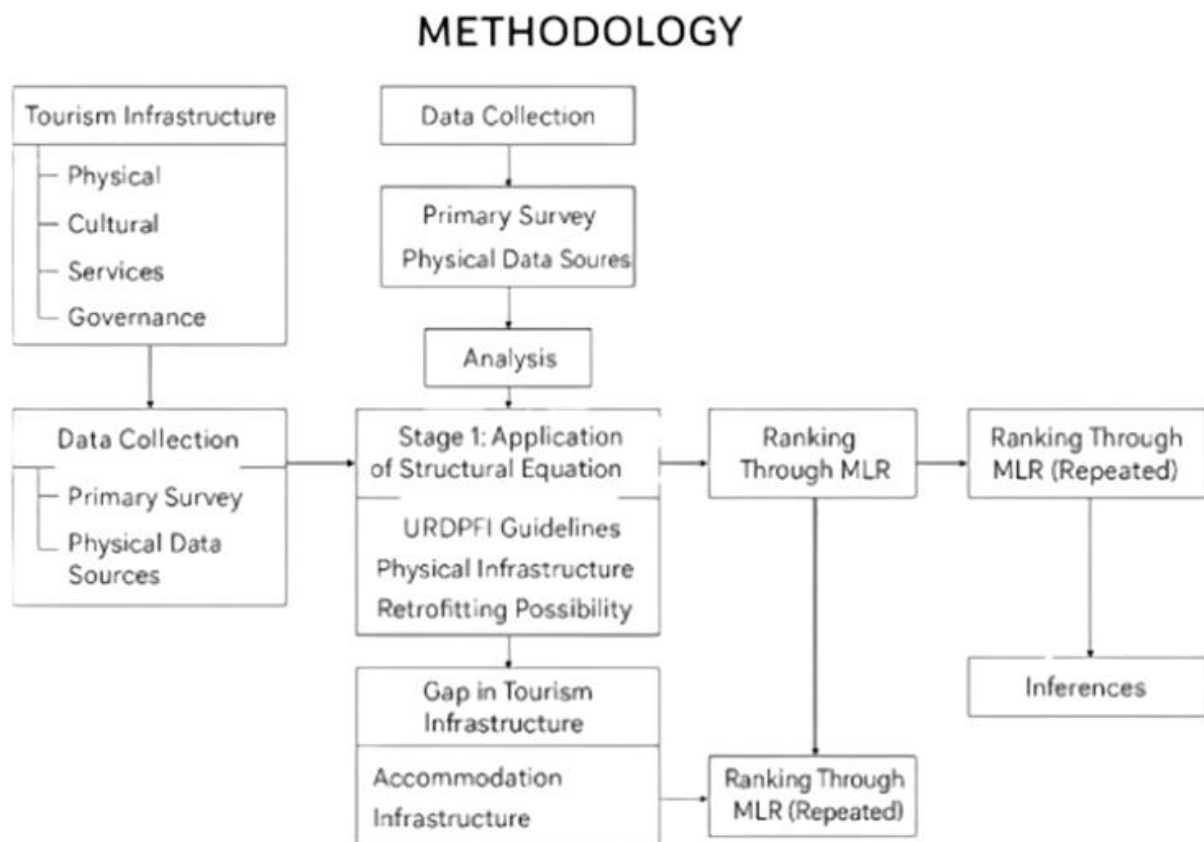 METHODOLOGY
Tourism Infrastructure
Physical
Cultural
Services
Governance
Data Collection
Primary Survey
Physical Data
Sources
Data Collection
Primary Survey
Physical Data Soures
Analysis
Stage 1: Application
of Structural Equation
URDPFI Guidelines
Physical Infrastructure
Retrofitting Possibility
Gap in Tourism
Infrastructure
Accommodation
Infrastructure
Ranking
Through MLR
Ranking Through
MLR (Repeated)
Ranking Through
MLR (Repeated)
Inferences